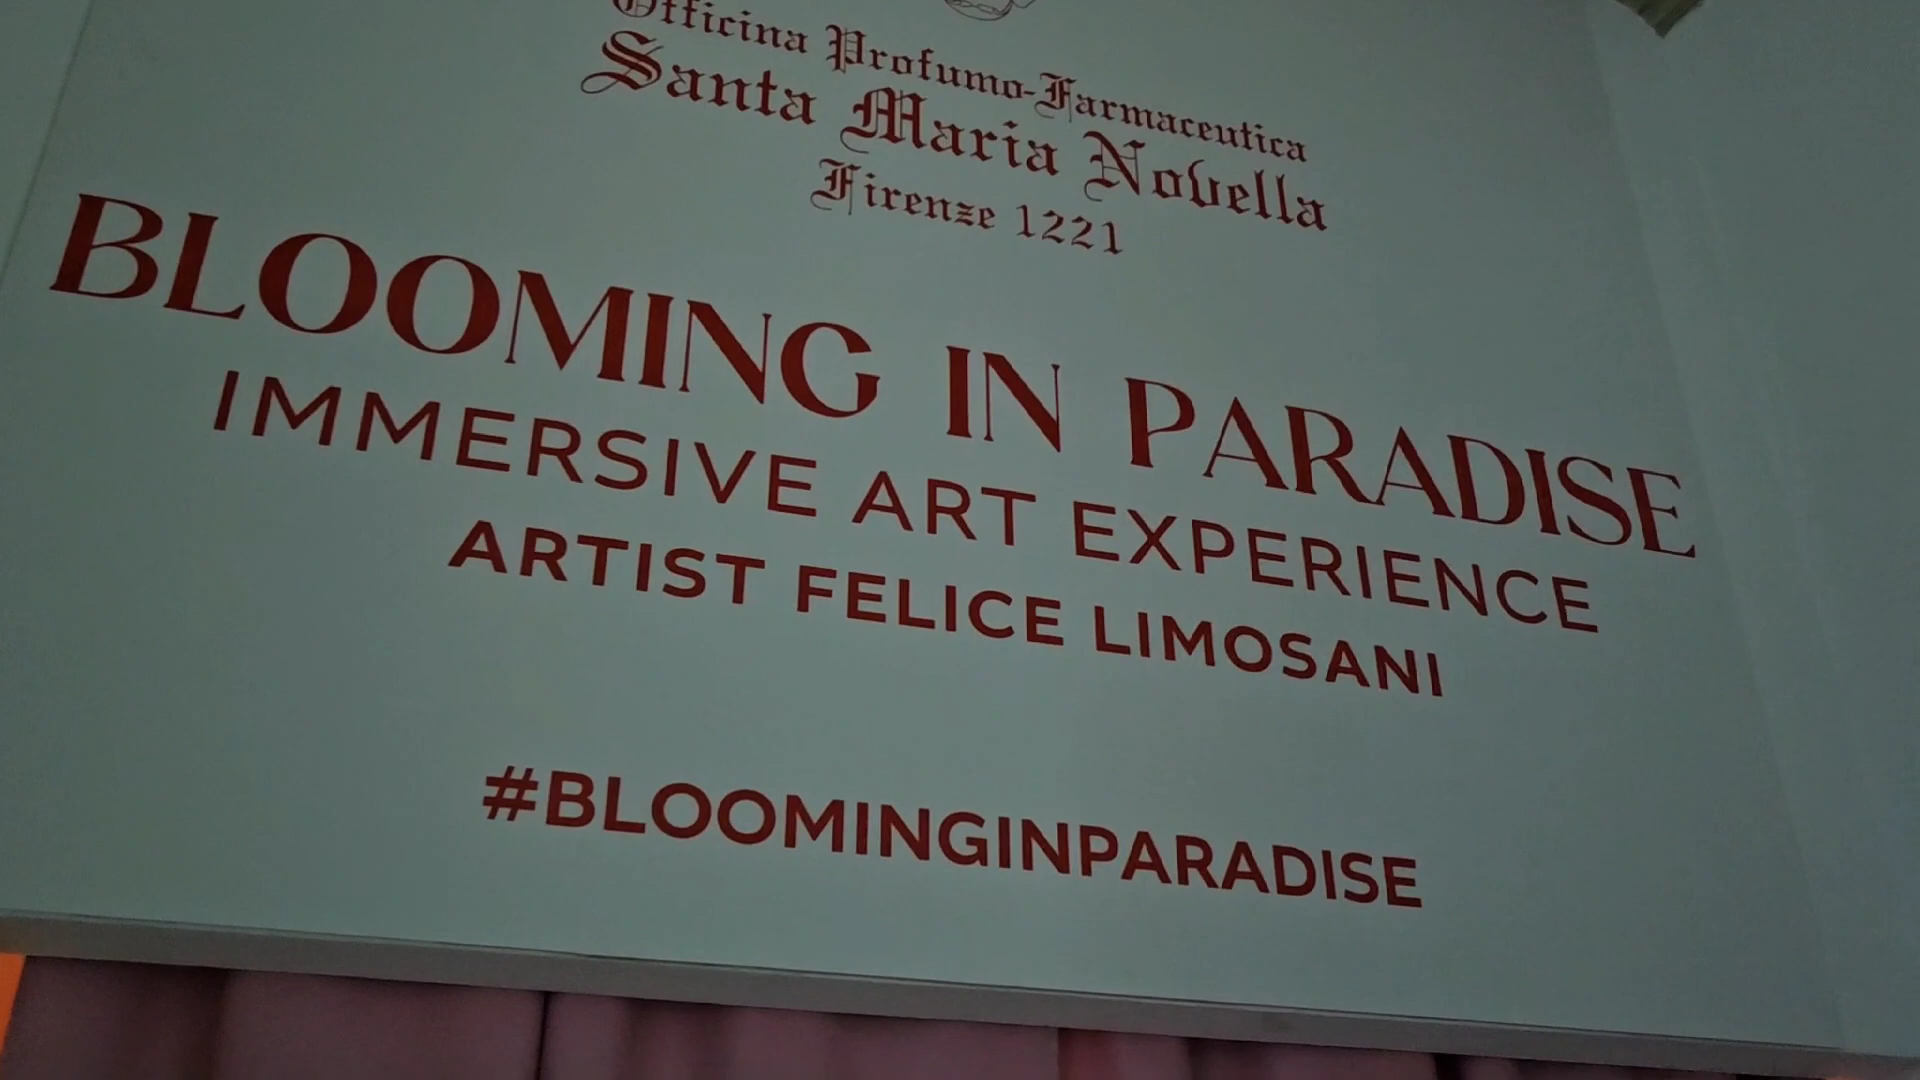 Officina Profumo-Farmaceutica
Santa Maria Novella
Firenze 1221
BLOOMING IN PARADISE
IMMERSIVE ART EXPERIENCE
ARTIST FELICE LIMOSANI
#BLOOMINGINPARADISE